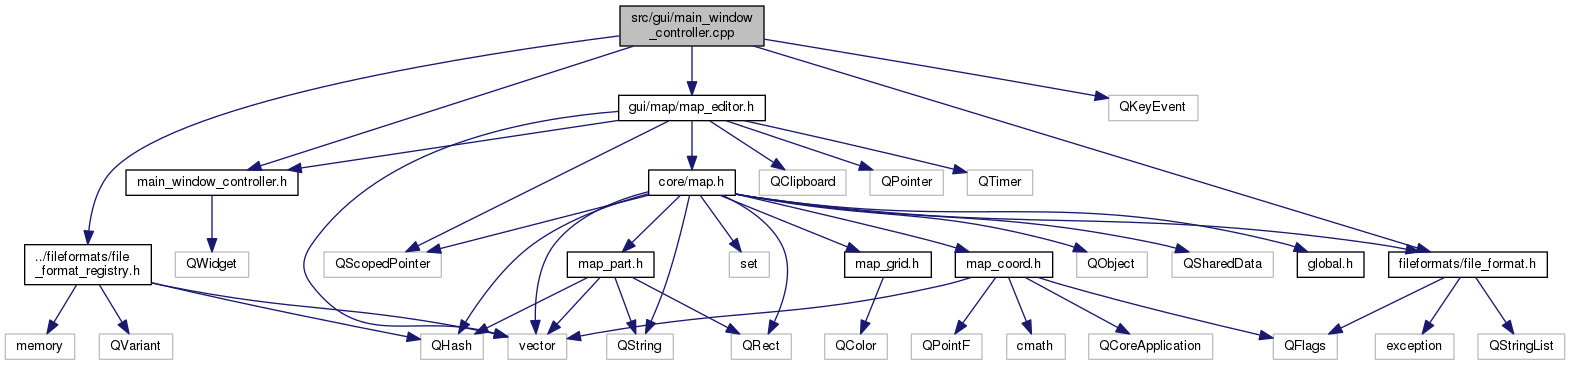 src/gui/main_window
_controller.cpp
gui/map/map_editor.h
QKeyEvent
main_window_controller.h
core/map.h
QClipboard
QPointer
QTimer
../fileformats/file
_format_registry.h
QWidget
QScopedPointer
map_part.h
set
map_grid.h
map_coord.h
QObject
QSharedData
global.h
fileformats/file_format.h
memory
QVariant
QHash
vector
QString
QRect
QColor
QPointF
cmath
QCoreApplication
QFlags
exception
QStringList